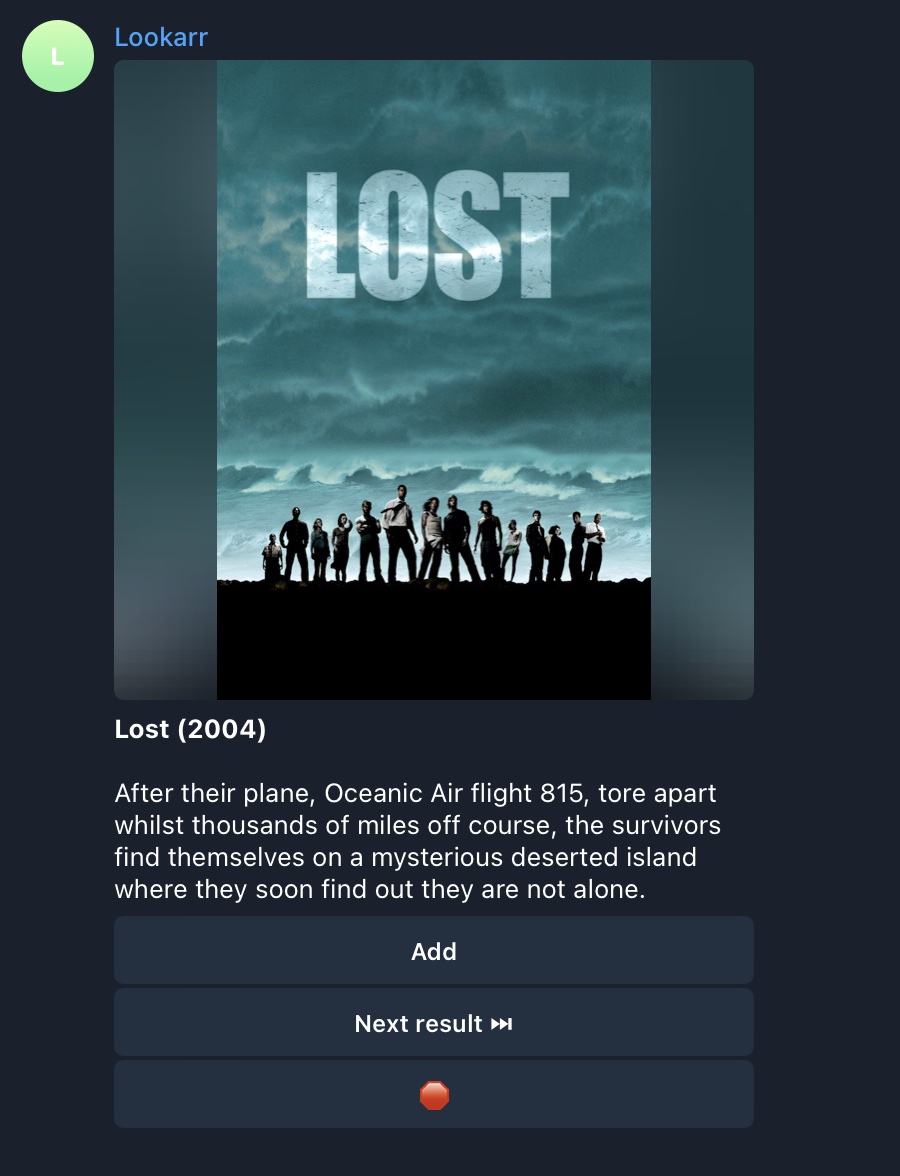 L
Lookarr
LOST
Lost (2004)
After their plane, Oceanic Air flight 815, tore apart
whilst thousands of miles off course, the survivors
find themselves on a mysterious deserted island
where they soon find out they are not alone.
Add
Next result ⏭
🛑